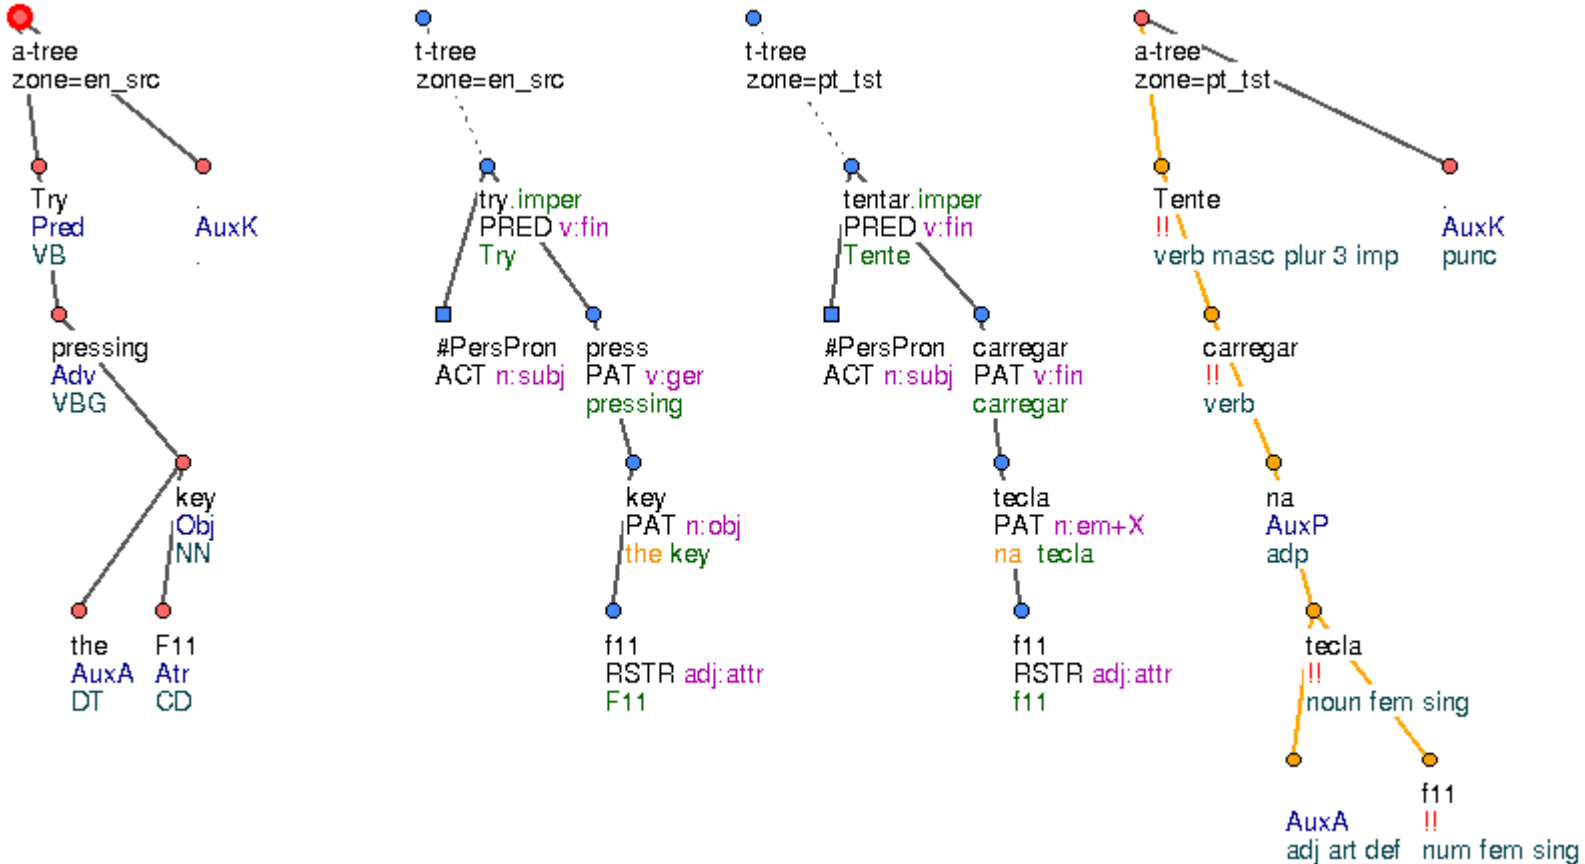 a-tree
zone=en_src
Try
Pred
VB
.
AuxK
.
pressing
Adv
VBG
key
Obj
NN
the
AuxA
DT
F11
Atr
CD
t-tree
zone=en_src
try.imper
PRED v:fin
Try
#PersPron
ACT n:subj
press
PAT v:ger
pressing
key
PAT n:obj
the key
f11
RSTR adj:attr
F11
t-tree
zone=pt_tst
tentar.imper
PRED v:fin
Tente
#PersPron
ACT n:subj
carregar
PAT v:fin
carregar
tecla
PAT n:em+X
na tecla
f11
RSTR adj:attr
f11
a-tree
zone=pt_tst
Tente
!!
verb masc plur 3 imp
.
AuxK
punc
carregar
!!
verb
na
AuxP
adp
tecla
!!
noun fem sing
AuxA
adj art def
f11
!!
num fem sing